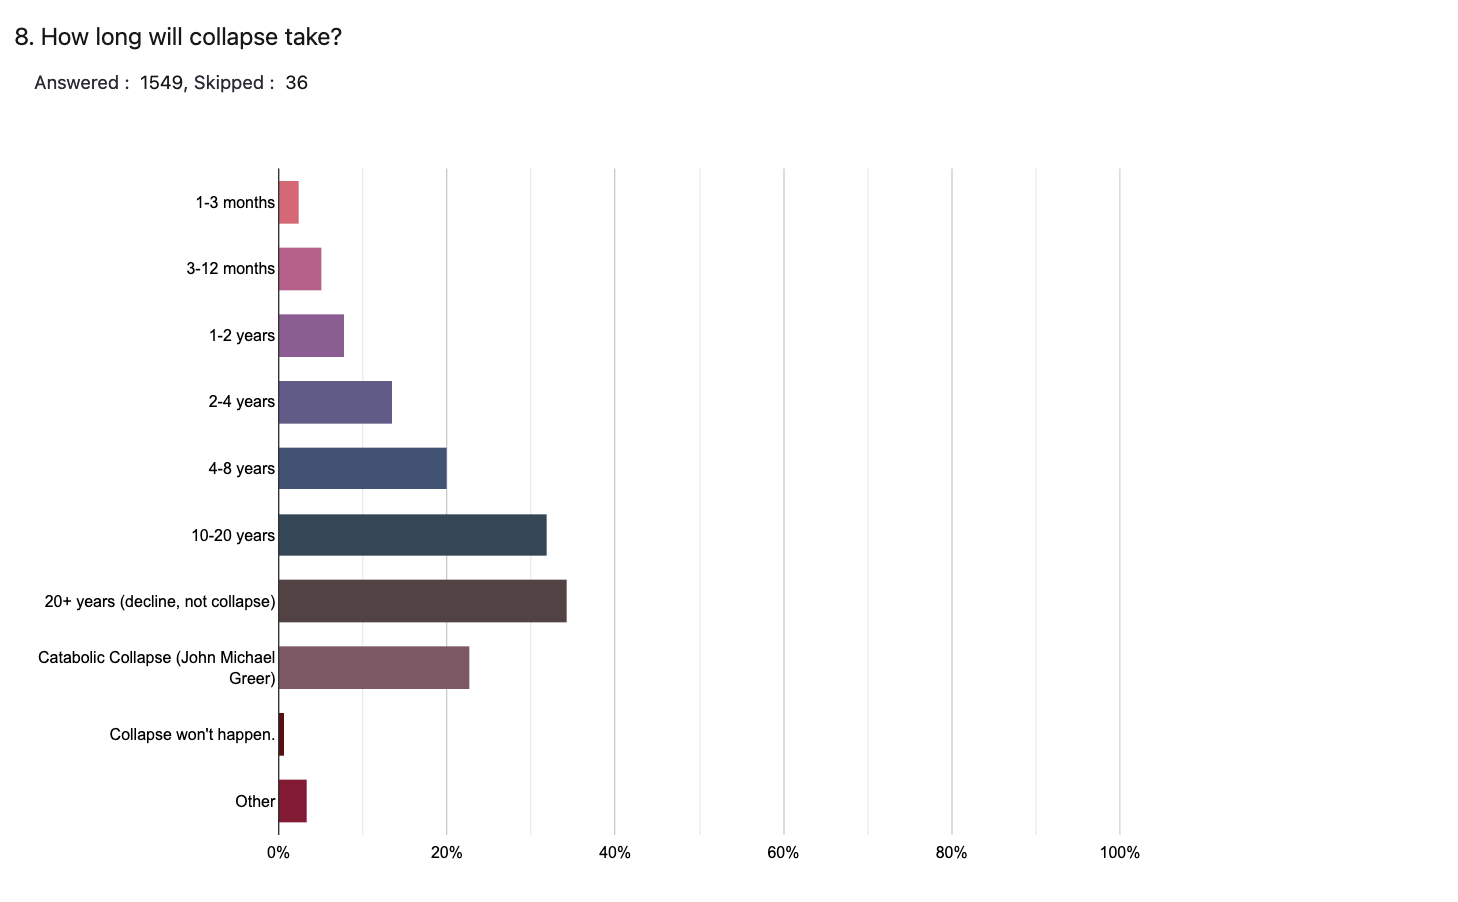 8. How long will collapse take?
Answered : 1549, Skipped : 36
1-3 months
3-12 months
1-2 years
2-4 years
4-8 years
10-20 years
20+ years (decline, not collapse)
Catabolic Collapse (John Michael
Greer)
Collapse won't happen.
Other
0% 20% 40% 60% 80% 100%